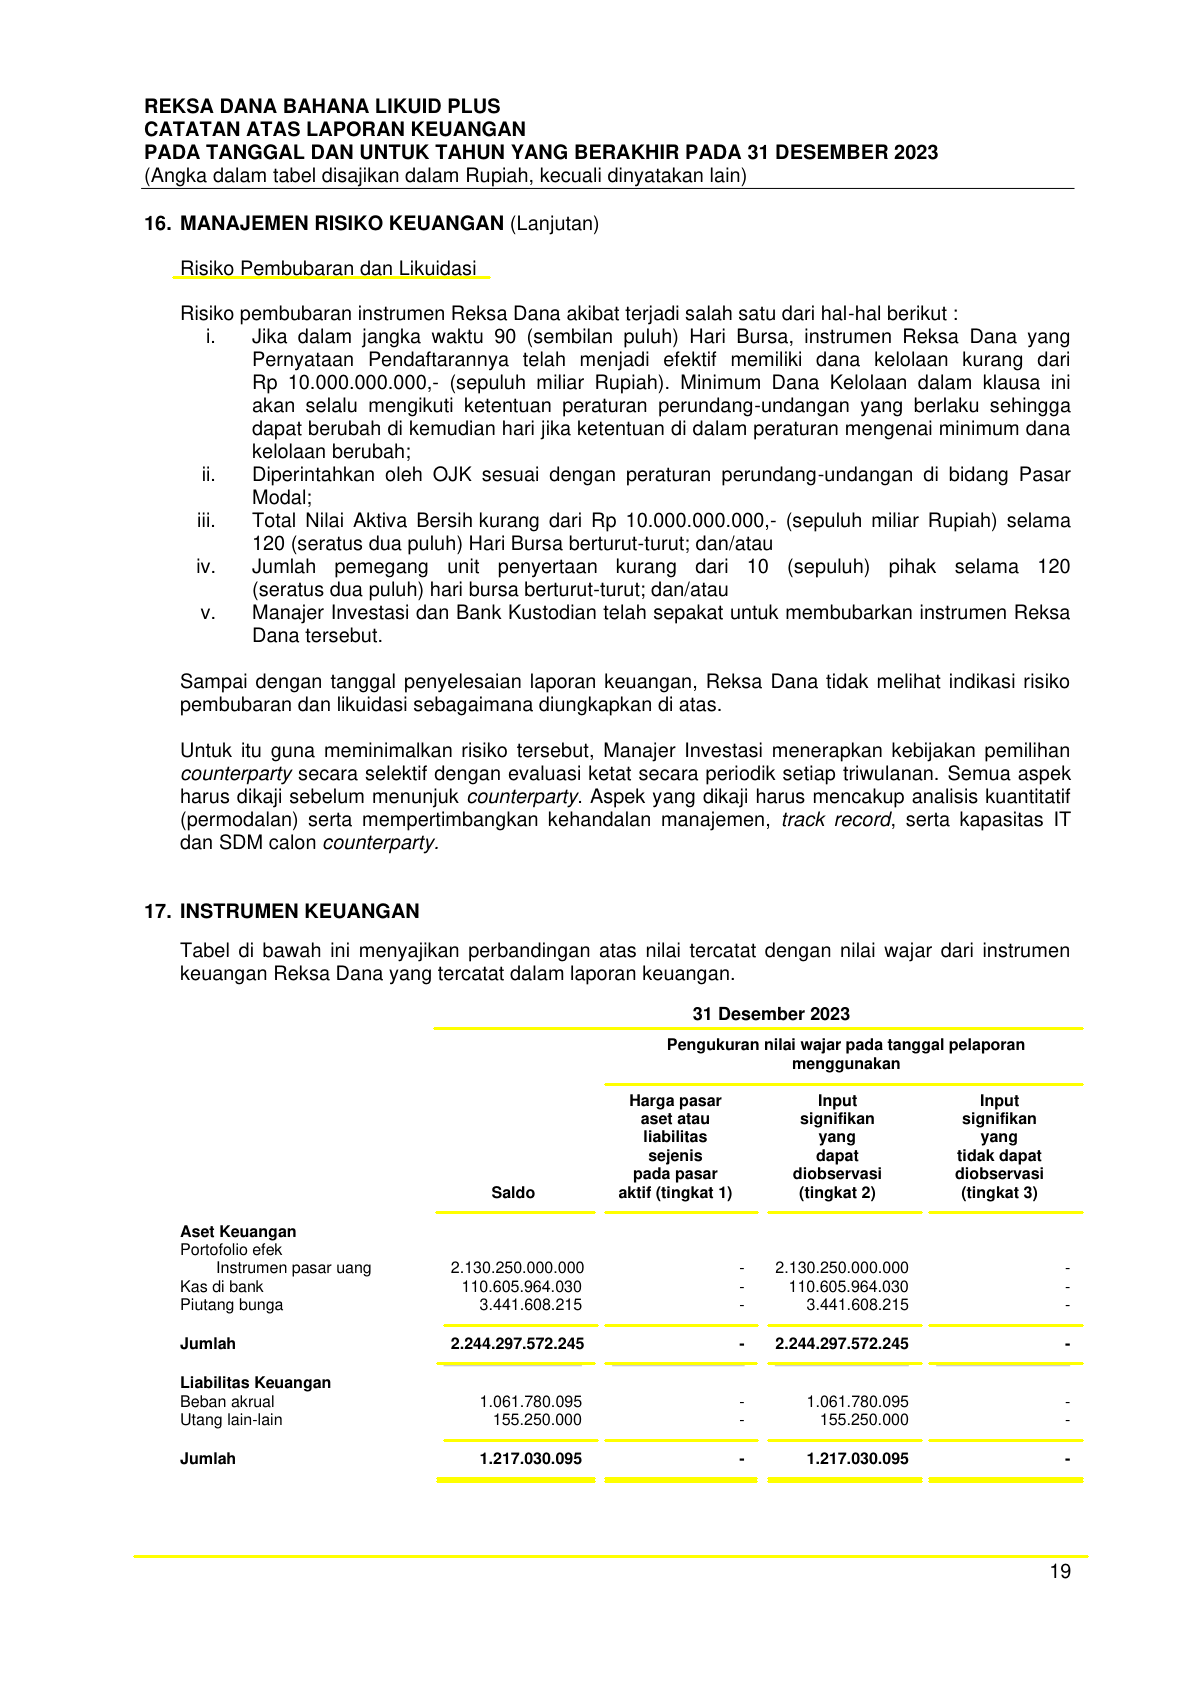 REKSA DANA BAHANA LIKUID PLUS
CATATAN ATAS LAPORAN KEUANGAN
PADA TANGGAL DAN UNTUK TAHUN YANG BERAKHIR PADA 31 DESEMBER 2023
(Angka dalam tabel disajikan dalam Rupiah, kecuali dinyatakan lain)
16. MANAJEMEN RISIKO KEUANGAN (Lanjutan)
Risiko Pembubaran dan Likuidasi
Risiko pembubaran instrumen Reksa Dana akibat terjadi salah satu dari hal-hal berikut :
i. Jika dalam jangka waktu 90 (sembilan puluh) Hari Bursa, instrumen Reksa Dana yang
Pernyataan Pendaftarannya telah menjadi efektif memiliki dana kelolaan kurang dari
Rp 10.000.000.000,- (sepuluh miliar Rupiah). Minimum Dana Kelolaan dalam klausa ini
akan selalu mengikuti ketentuan peraturan perundang-undangan yang berlaku sehingga
dapat berubah di kemudian hari jika ketentuan di dalam peraturan mengenai minimum dana
kelolaan berubah;
ii. Diperintahkan oleh OJK sesuai dengan peraturan perundang-undangan di bidang Pasar
Modal;
iii. Total Nilai Aktiva Bersih kurang dari Rp 10.000.000.000,- (sepuluh miliar Rupiah) selama
120 (seratus dua puluh) Hari Bursa berturut-turut; dan/atau
iv. Jumlah pemegang unit penyertaan kurang dari 10 (sepuluh) pihak selama 120
(seratus dua puluh) hari bursa berturut-turut; dan/atau
v. Manajer Investasi dan Bank Kustodian telah sepakat untuk membubarkan instrumen Reksa
Dana tersebut.
Sampai dengan tanggal penyelesaian laporan keuangan, Reksa Dana tidak melihat indikasi risiko
pembubaran dan likuidasi sebagaimana diungkapkan di atas.
Untuk itu guna meminimalkan risiko tersebut, Manajer Investasi menerapkan kebijakan pemilihan
counterparty secara selektif dengan evaluasi ketat secara periodik setiap triwulanan. Semua aspek
harus dikaji sebelum menunjuk counterparty. Aspek yang dikaji harus mencakup analisis kuantitatif
(permodalan) serta mempertimbangkan kehandalan manajemen, track record, serta kapasitas IT
dan SDM calon counterparty.
17. INSTRUMEN KEUANGAN
Tabel di bawah ini menyajikan perbandingan atas nilai tercatat dengan nilai wajar dari instrumen
keuangan Reksa Dana yang tercatat dalam laporan keuangan.
31 Desember 2023
Pengukuran nilai wajar pada tanggal pelaporan
menggunakan
Harga pasar Input Input
aset atau signifikan signifikan
liabilitas yang yang
sejenis dapat tidak dapat
pada pasar diobservasi diobservasi
Saldo aktif (tingkat 1) (tingkat 2) (tingkat 3)
Aset Keuangan
Portofolio efek
Instrumen pasar uang 2.130.250.000.000 - 2.130.250.000.000 -
Kas di bank 110.605.964.030 - 110.605.964.030 -
Piutang bunga 3.441.608.215 - 3.441.608.215 -
Jumlah 2.244.297.572.245 - 2.244.297.572.245 -
Liabilitas Keuangan
Beban akrual 1.061.780.095 - 1.061.780.095 -
Utang lain-lain 155.250.000 - 155.250.000 -
Jumlah 1.217.030.095 - 1.217.030.095 -
19